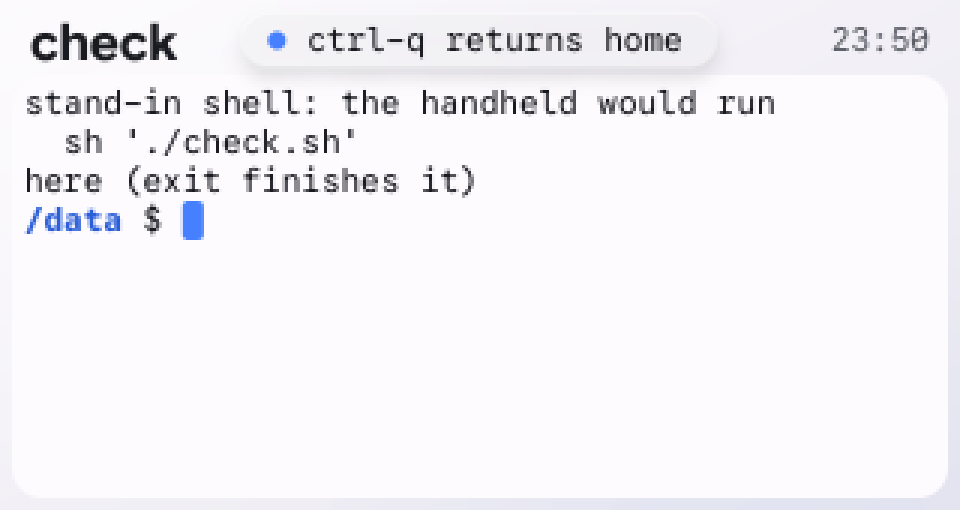 check
ctrl-q returns home
23:50
stand-in shell: the handheld would run
  sh './check.sh'
here (exit finishes it)
/data $